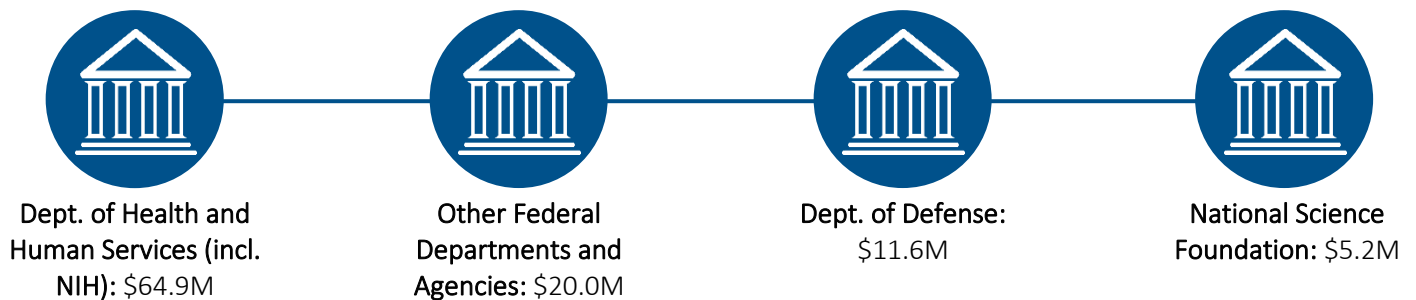 Dept. of Health and
Human Services (incl.
NIH): $64.9M
Other Federal
Departments and
Agencies: $20.0M
Dept. of Defense:
$11.6M
National Science
Foundation: $5.2M